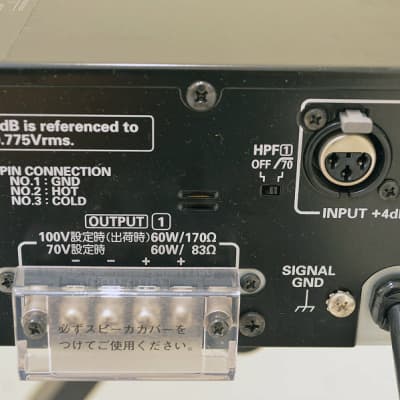 dB is referenced to
0.775Vrms.
PIN CONNECTION
NO.1 : GND
NO.2 : HOT
NO.3 : COLD
HPF 1
OFF/70
INPUT +4d
OUTPUT 1
100V設定時(出荷時)60W/170Ω
70V設定時 60W/ 83Ω
− − + +
SIGNAL
GND
必ずスピーカカバーを
つけてご使用ください。